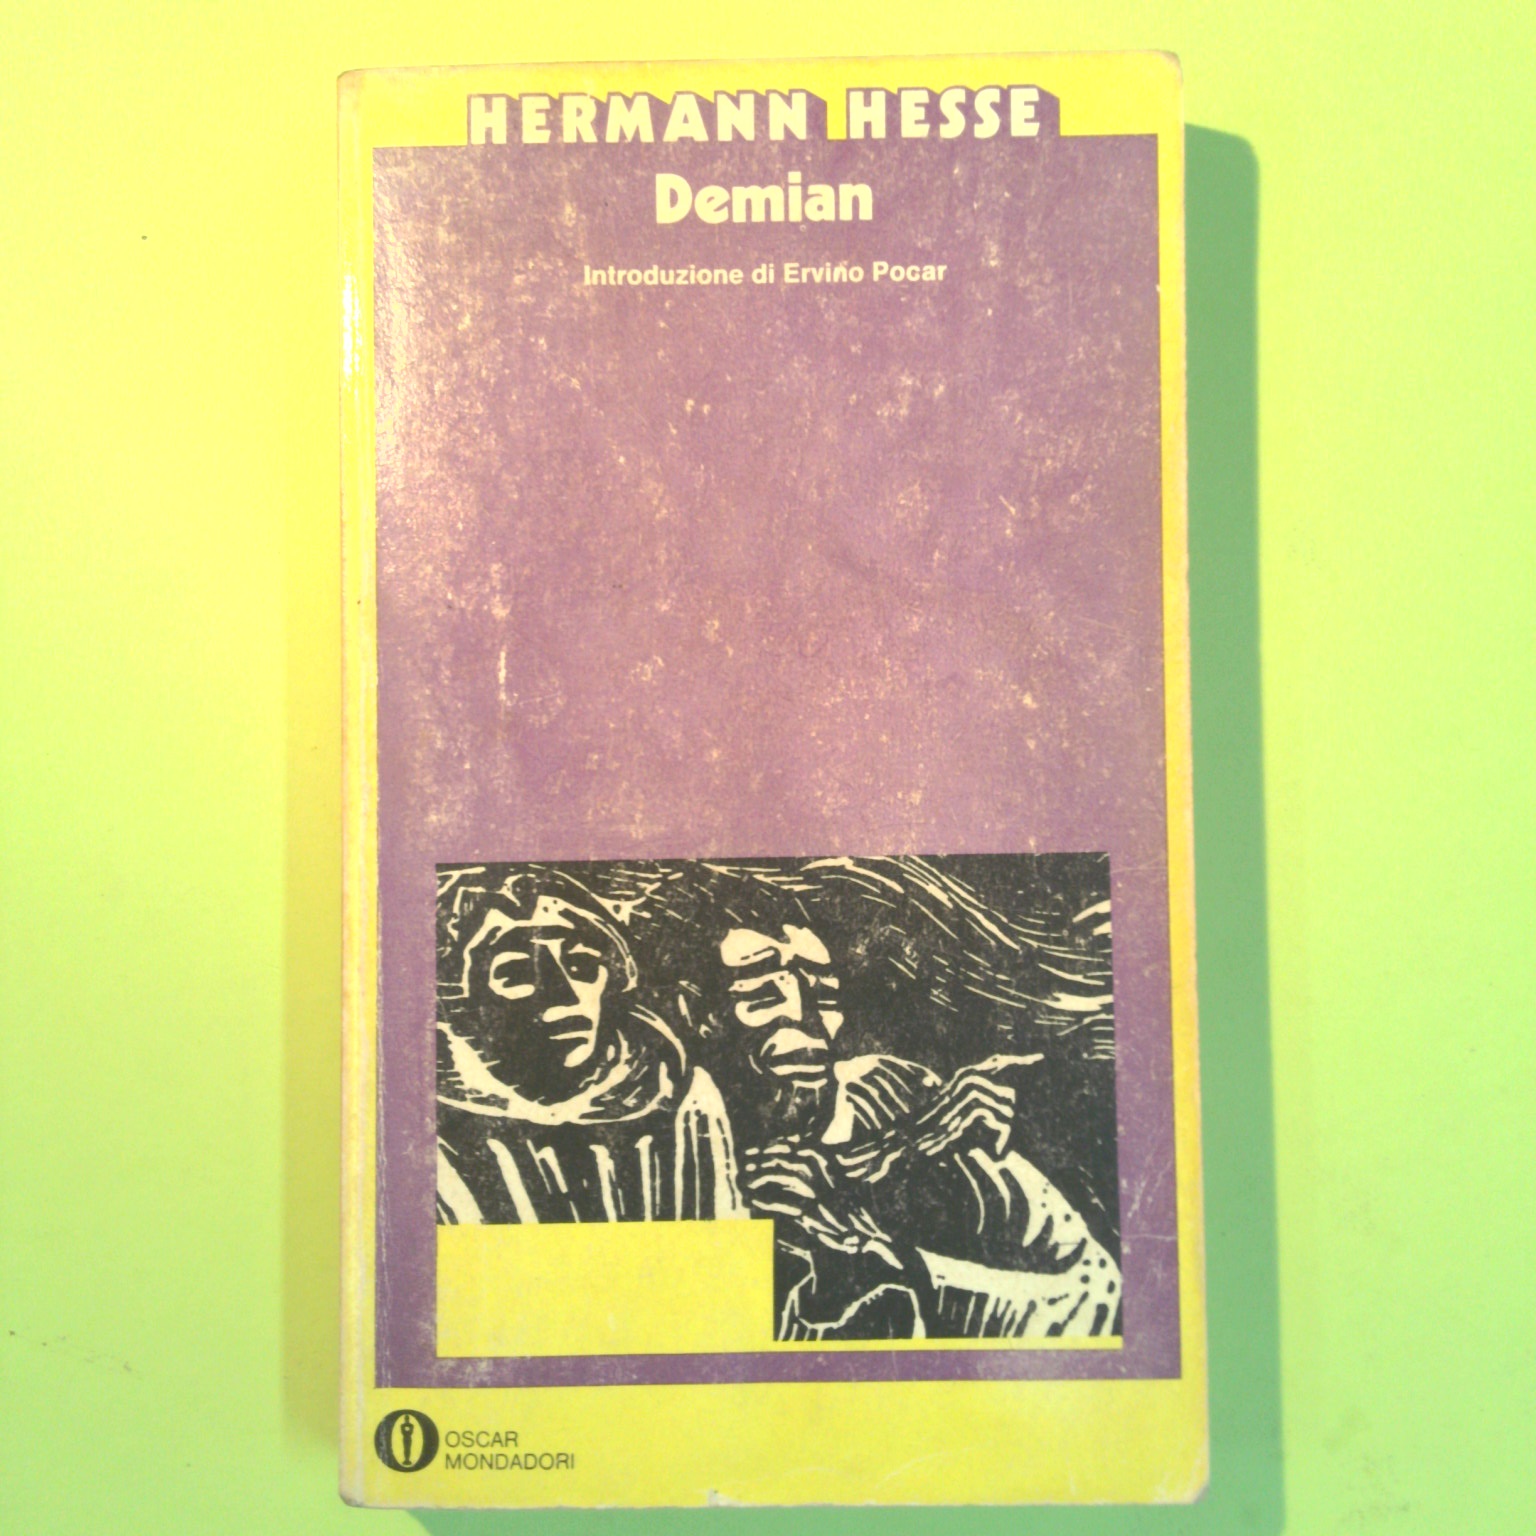 HERMANN HESSE
Demian
Introduzione di Ervino Pocar
OSCAR
MONDADORI